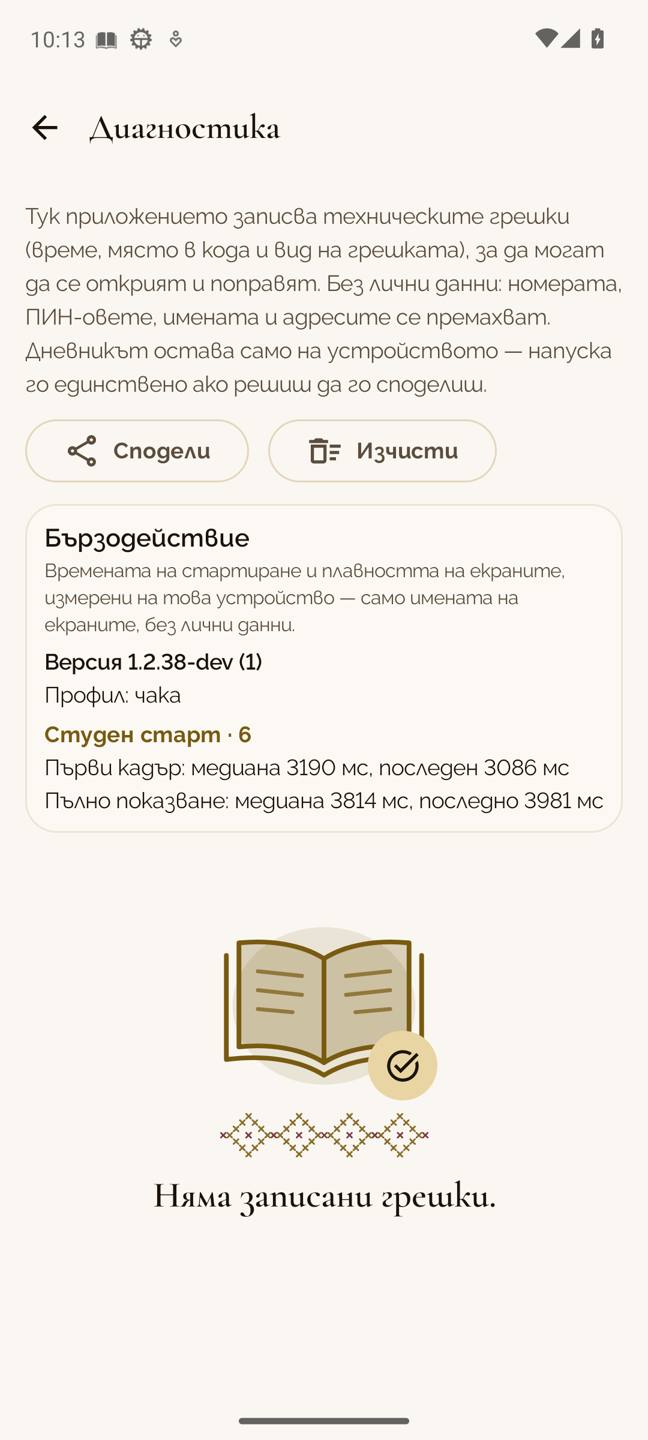 10:13
Диагностика
Тук приложението записва техническите грешки
(време, място в кода и вид на грешката), за да могат
да се открият и поправят. Без лични данни: номерата,
ПИН-овете, имената и адресите се премахват.
Дневникът остава само на устройството — напуска
го единствено ако решиш да го споделиш.
Сподели
Изчисти
Бързодействие
Времената на стартиране и плавността на екраните,
измерени на това устройство — само имената на
екраните, без лични данни.
Версия 1.2.38-dev (1)
Профил: чака
Студен старт · 6
Първи кадър: медиана 3190 мс, последен 3086 мс
Пълно показване: медиана 3814 мс, последно 3981 мс
Няма записани грешки.